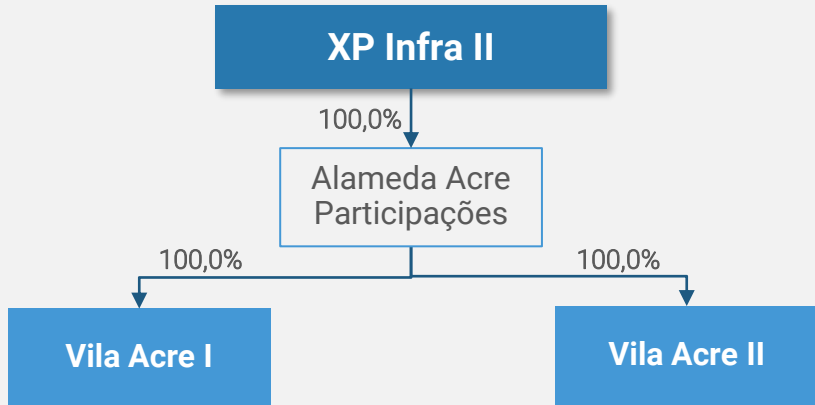 XP Infra II
100,0%
Alameda Acre
Participações
100,0%
100,0%
Vila Acre I
Vila Acre II